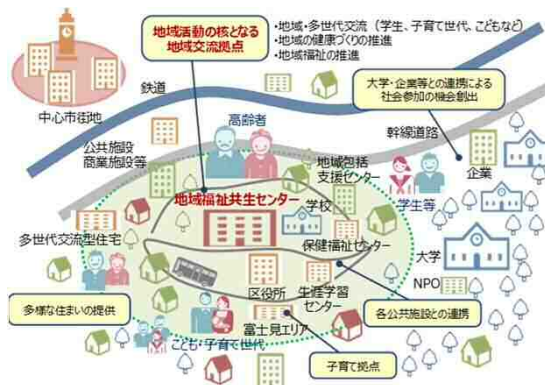 地域活動の核となる
地域交流拠点
・地域・多世代交流（学生、子育て世代、こどもなど）
・地域の健康づくりの推進
・地域福祉の推進
大学・企業等との連携による
社会参加の機会創出
中心市街地
鉄道
公共施設
商業施設等
高齢者
幹線道路
地域包括
支援センター
企業
地域福祉共生センター
学校
学生等
多世代交流型住宅
保健福祉センター
大学
区役所
生涯学習
センター
NPO
多様な住まいの提供
各公共施設との連携
富士見エリア
こども・子育て世代
子育て拠点